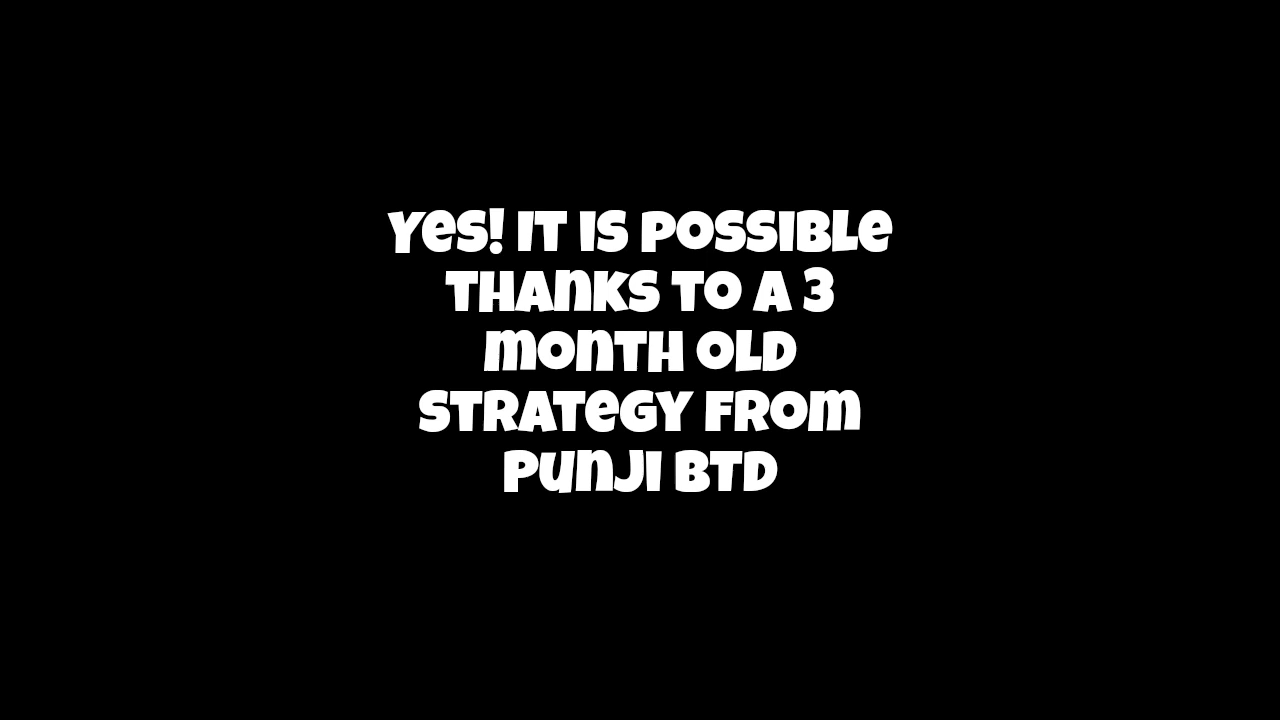 Yes! It is possible
thanks to a 3
month old
strategy from
Punji BTD